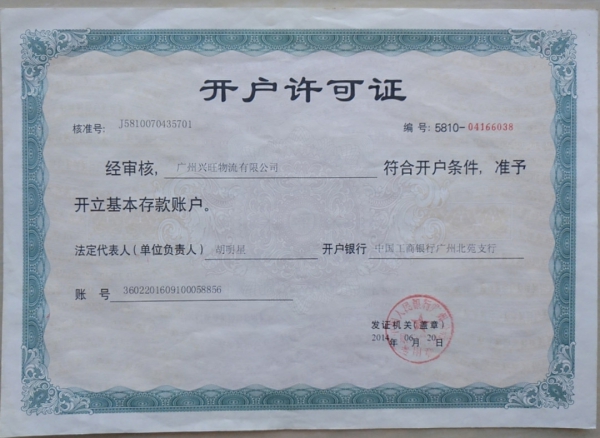 开户许可证
核准号: J5810070435701 编号: 5810-04166038
经审核, 广州兴旺物流有限公司 符合开户条件, 准予
开立基本存款账户。
法定代表人(单位负责人) 胡明星 开户银行 中国工商银行广州北苑支行
账 号 3602201609100058856
发证机关(盖章)
2014 年 06 月 20 日